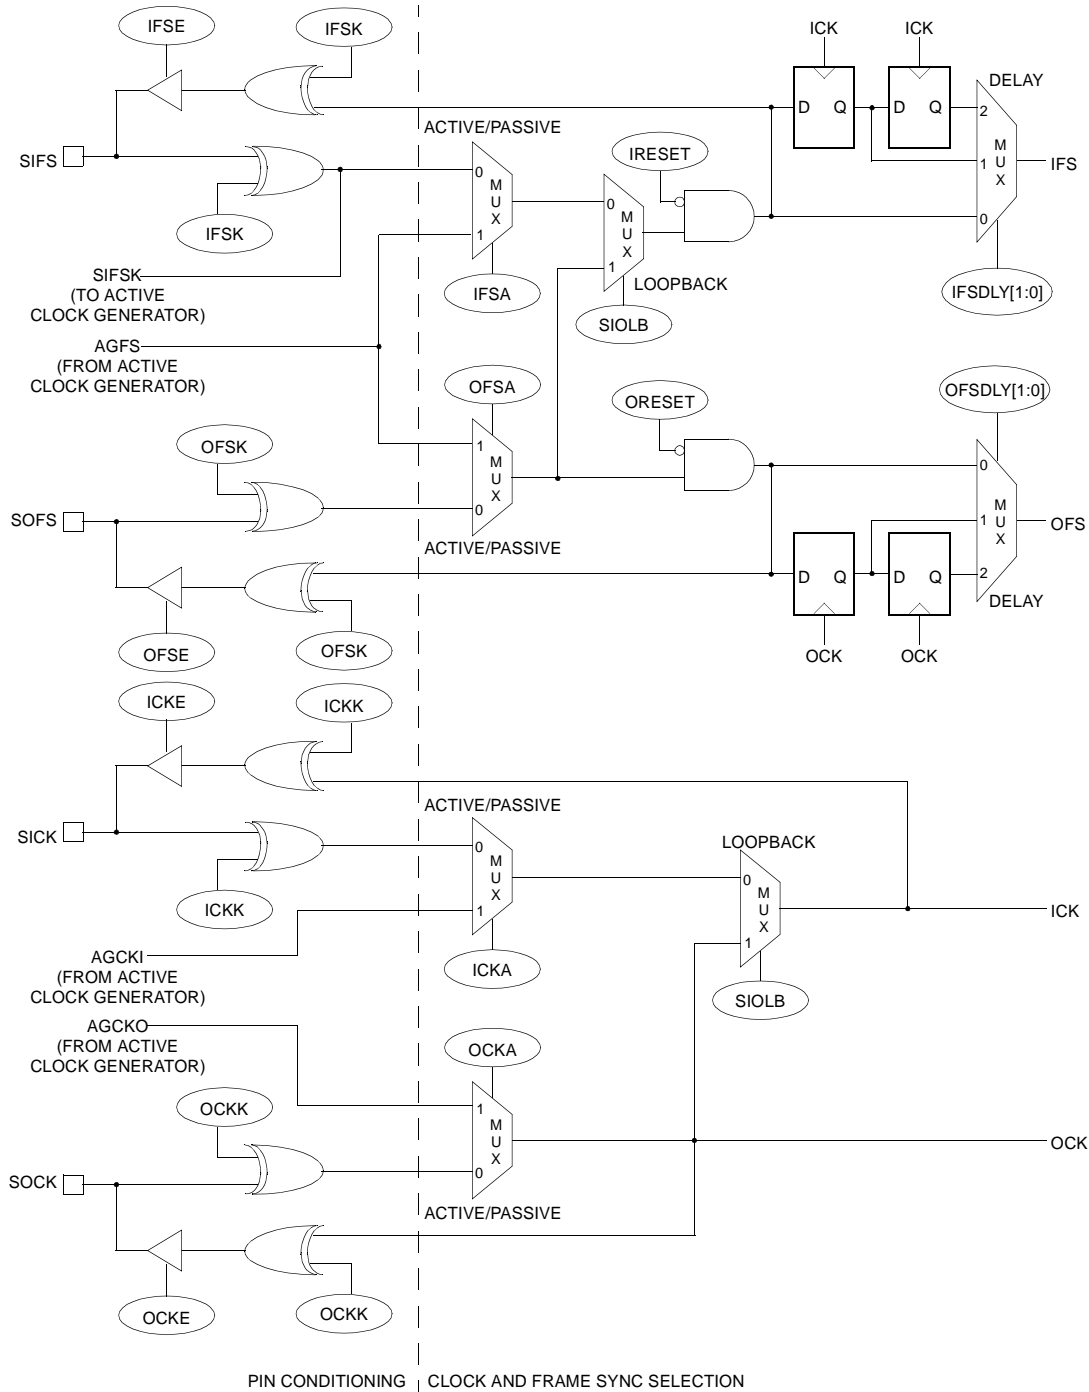 IFSE
IFSK
ICK
ICK
DELAY
D
Q
D
Q
2
M
U
X
1
0
IFS
ACTIVE/PASSIVE
SIFS
IRESET
0
M
U
X
1
0
M
U
X
1
IFSK
SIFSK
(TO ACTIVE
CLOCK GENERATOR)
IFSA
LOOPBACK
IFSDLY[1:0]
SIOLB
AGFS
(FROM ACTIVE
CLOCK GENERATOR)
OFSA
ORESET
OFSDLY[1:0]
OFSK
1
M
U
X
0
0
M
U
X
1
2
SOFS
OFS
ACTIVE/PASSIVE
D
Q
D
Q
DELAY
OFSE
OFSK
OCK
OCK
ICKE
ICKK
ACTIVE/PASSIVE
SICK
LOOPBACK
0
M
U
X
1
0
M
U
X
1
ICKK
ICK
AGCKI
(FROM ACTIVE
CLOCK GENERATOR)
ICKA
SIOLB
AGCKO
(FROM ACTIVE
CLOCK GENERATOR)
OCKA
OCKK
1
M
U
X
0
OCK
SOCK
ACTIVE/PASSIVE
OCKE
OCKK
PIN CONDITIONING
CLOCK AND FRAME SYNC SELECTION